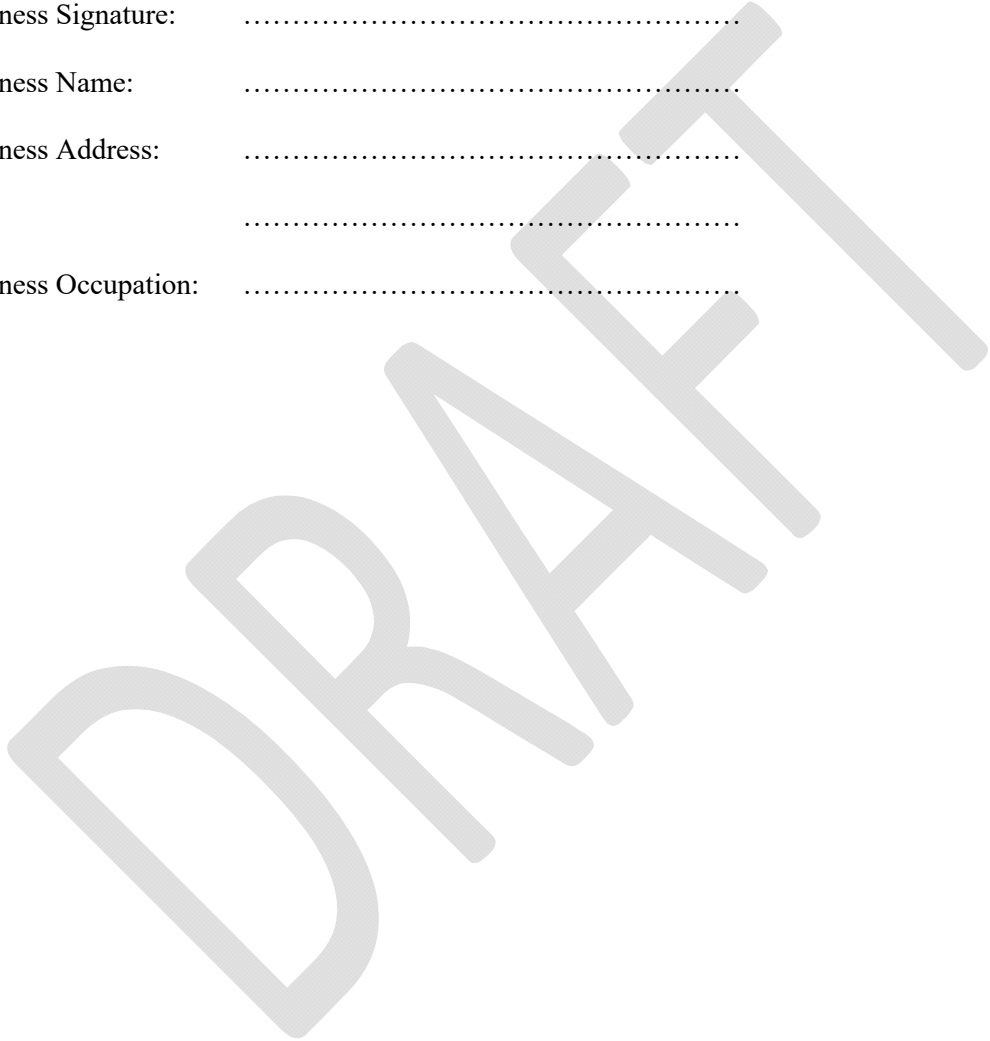 ness Signature: ……………………………………………
ness Name: ……………………………………………
ness Address: ……………………………………………
……………………………………………
ness Occupation: ……………………………………………
DRAFT